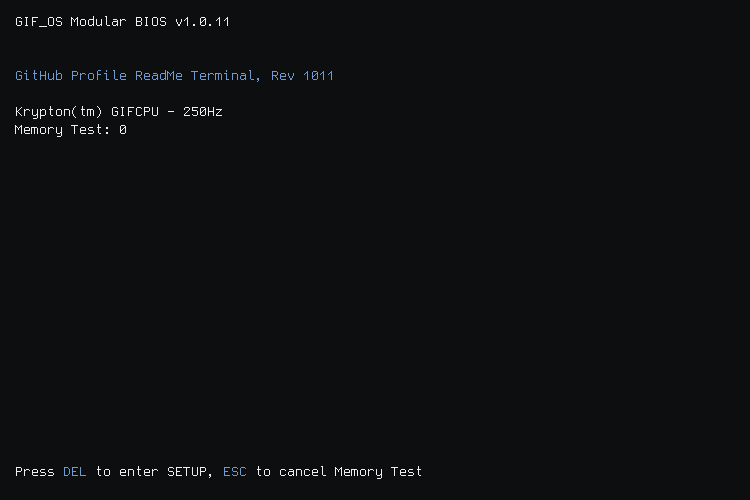 GIF_OS Modular BIOS v1.0.11
GitHub Profile ReadMe Terminal, Rev 1011
Krypton(tm) GIFCPU - 250Hz
Memory Test: 0
Press DEL to enter SETUP, ESC to cancel Memory Test